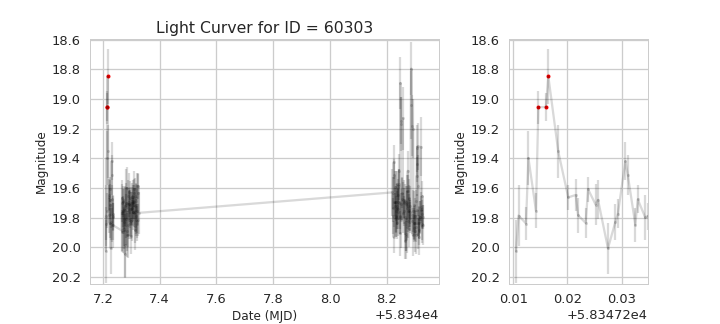 Light Curver for ID = 60303
Magnitude
18.6
18.8
19.0
19.2
19.4
19.6
19.8
20.0
20.2
7.2 7.4 7.6 7.8 8.0 8.2
Date (MJD)
+5.834e4
Magnitude
18.6
18.8
19.0
19.2
19.4
19.6
19.8
20.0
20.2
0.01 0.02 0.03
+5.83472e4